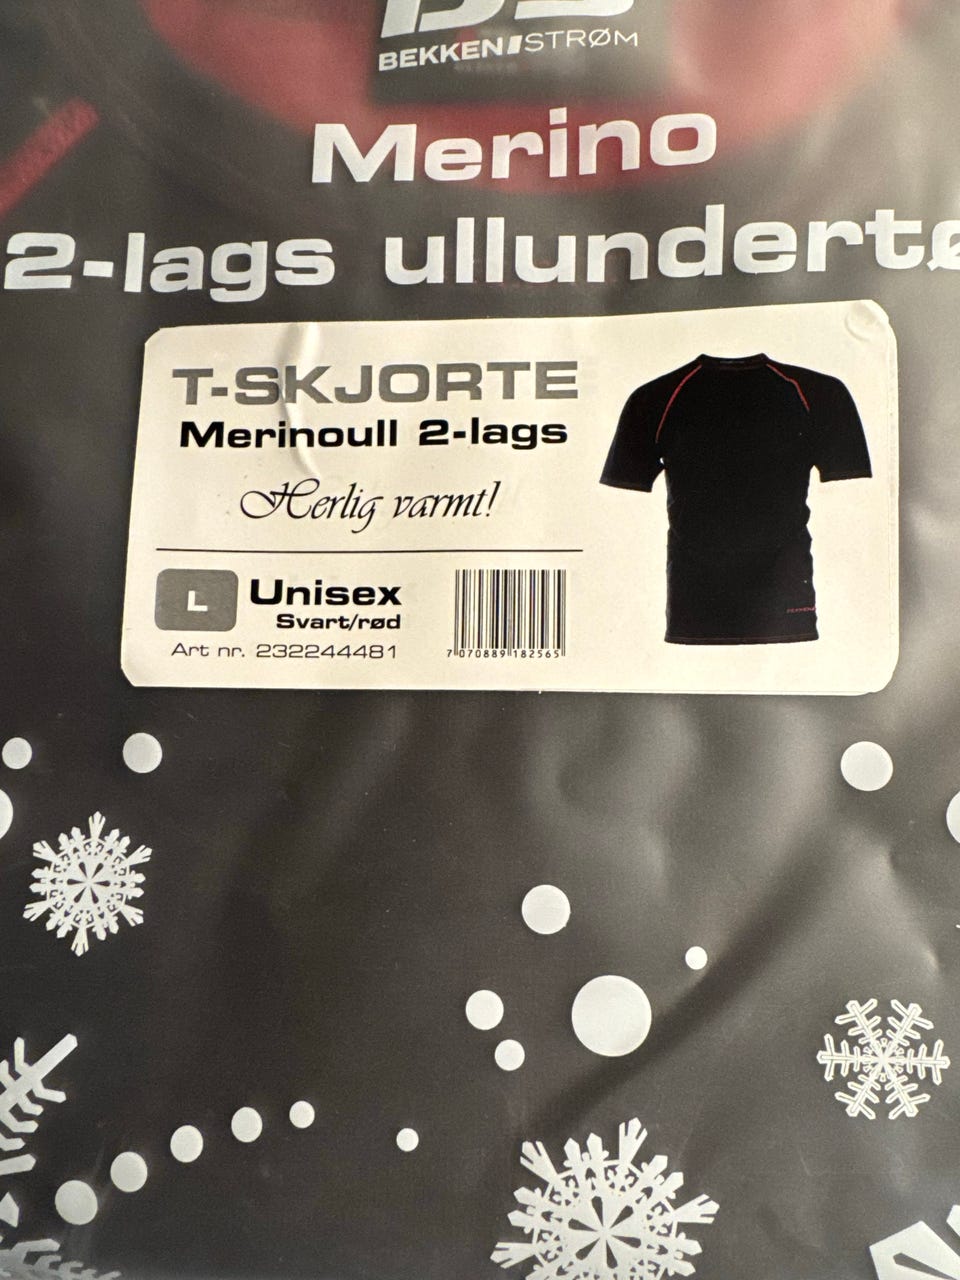 BEKKEN STRØM
Merino
2-lags ullundertø
T-SKJORTE
Merinoull 2-lags
Herlig varmt!
L Unisex
Svart/rød
Art nr. 232244481
7 070889 182565